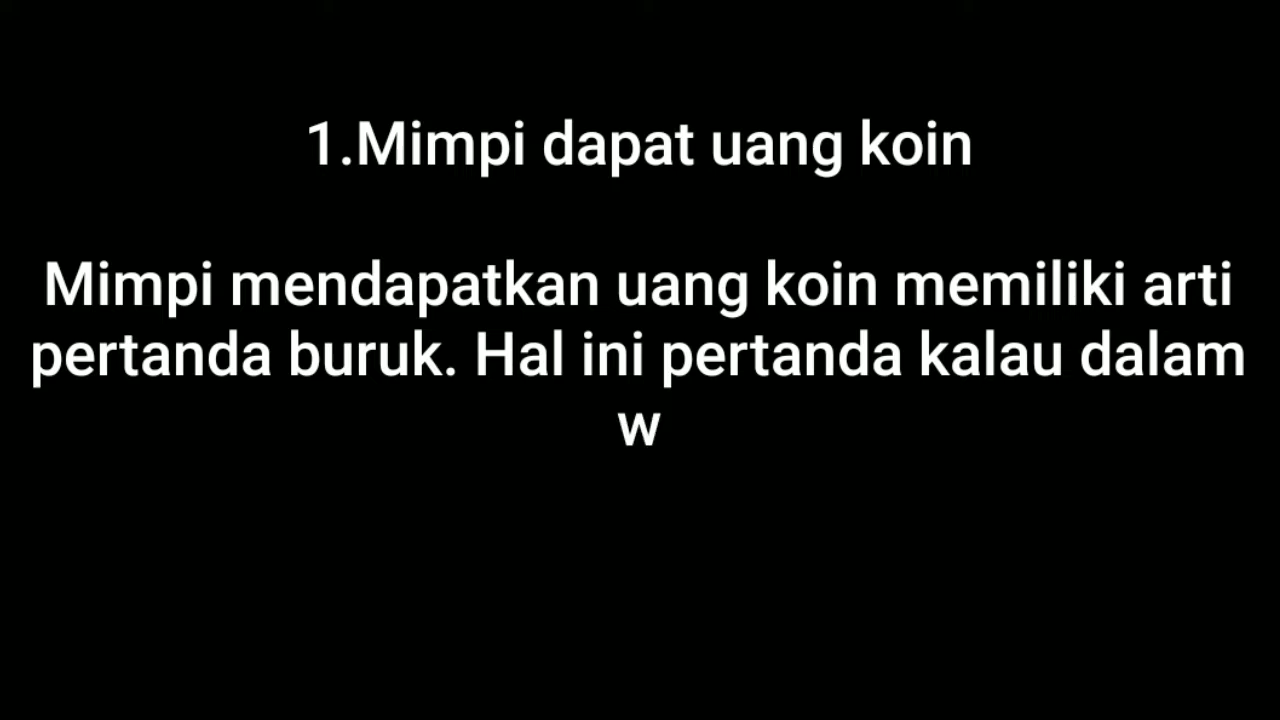 1.Mimpi dapat uang koin
Mimpi mendapatkan uang koin memiliki arti
pertanda buruk. Hal ini pertanda kalau dalam
w